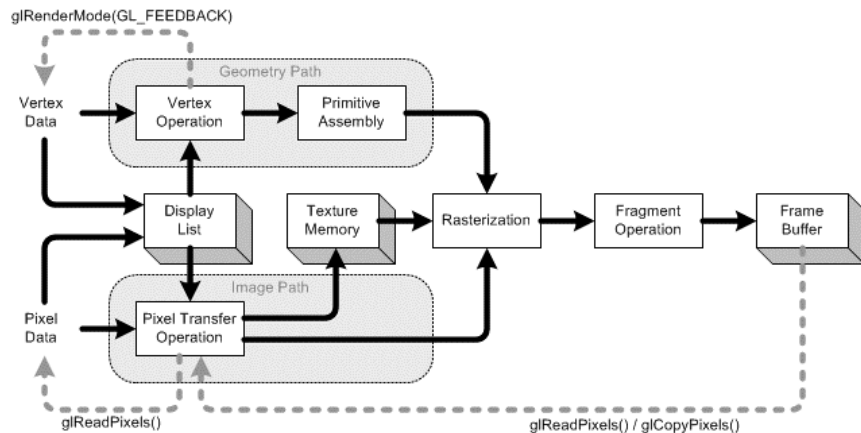 glRenderMode(GL_FEEDBACK)
Geometry Path
Vertex
Data
Vertex
Operation
Primitive
Assembly
Display
List
Texture
Memory
Rasterization
Fragment
Operation
Frame
Buffer
Image Path
Pixel
Data
Pixel Transfer
Operation
glReadPixels()
glReadPixels() / glCopyPixels()